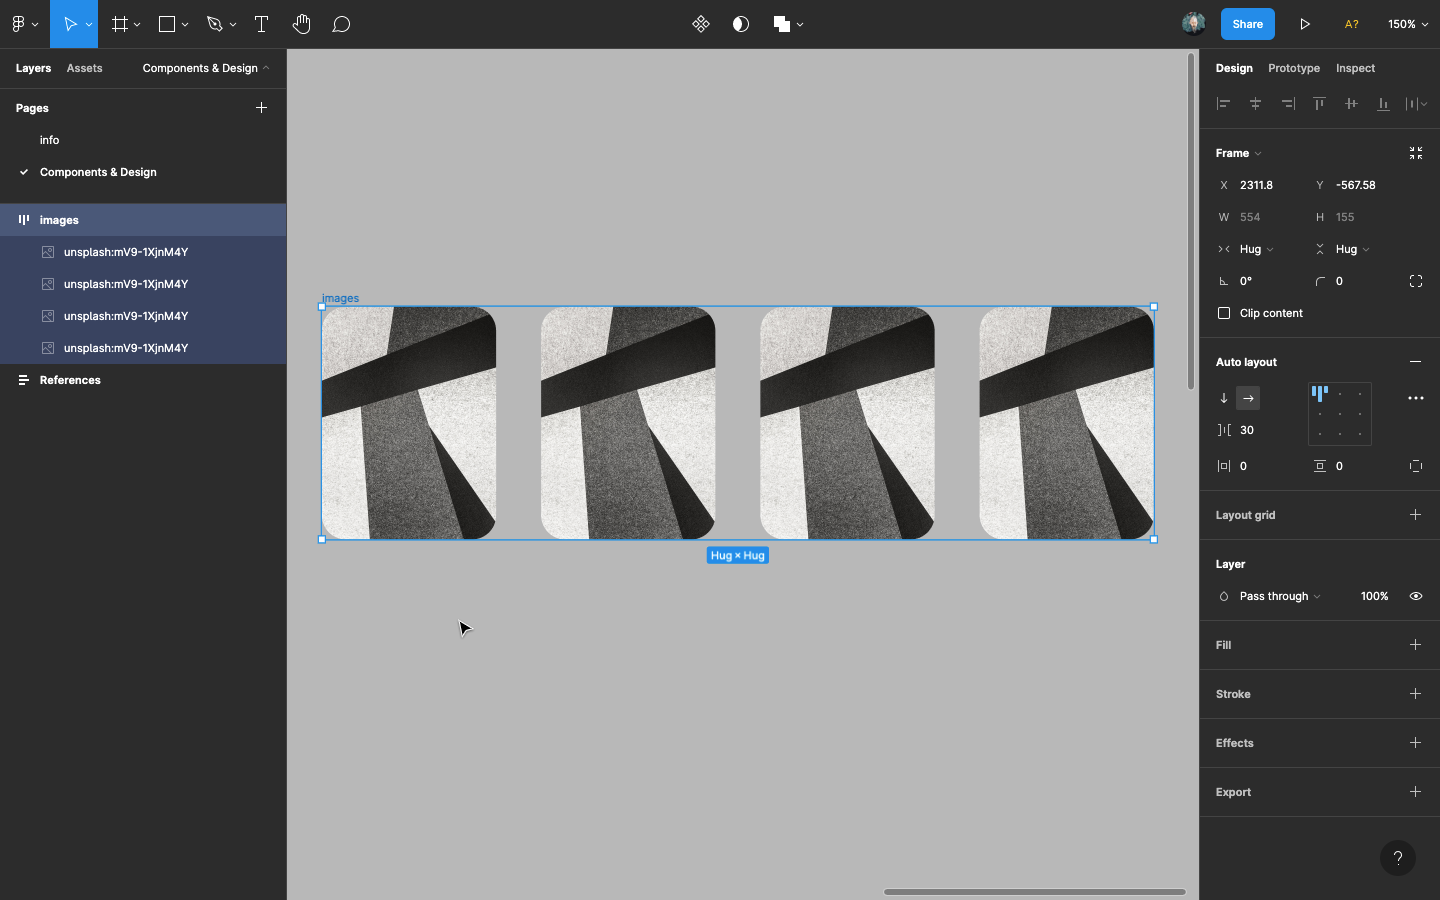 Share
A?
150%
Layers
Assets
Components & Design
Pages
info
Components & Design
images
unsplash:mV9-1XjnM4Y
unsplash:mV9-1XjnM4Y
unsplash:mV9-1XjnM4Y
unsplash:mV9-1XjnM4Y
References
images
Hug × Hug
Design Prototype Inspect
Frame
X 2311.8 Y -567.58
W 554 H 155
Hug Hug
0° 0
Clip content
Auto layout
30
0 0
Layout grid
Layer
Pass through 100%
Fill
Stroke
Effects
Export
?